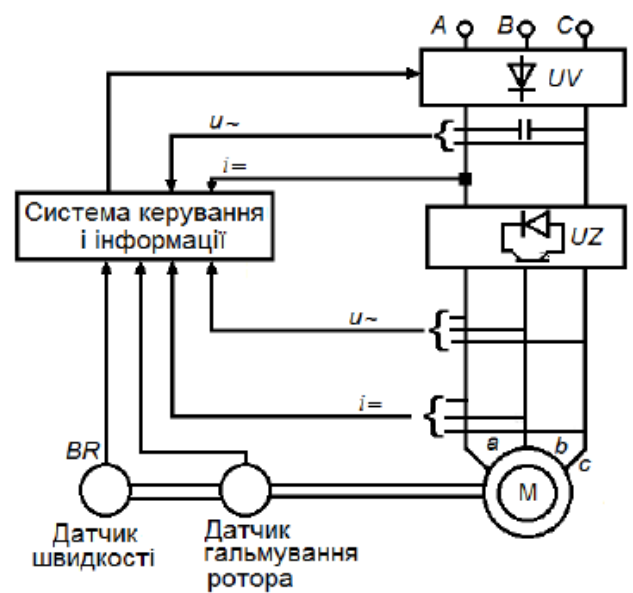 A B C
UV
u~
i=
Система керування
і інформації
UZ
u~
i=
a b
c
BR
M
Датчик
швидкості
Датчик
гальмування
ротора